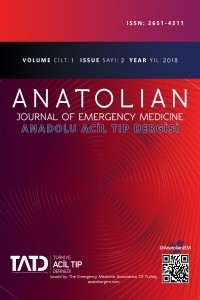 ISSN: 2651-4311
VOLUME CİLT:1 ISSUE SAYI: 2 YEAR YIL:2018
ANATOLIAN
JOURNAL OF EMERGENCY MEDICINE
ANADOLU ACİL TIP DERGİSİ
@AnatolianJEM
TATD
TÜRKİYE
ACİL TIP
DERNEĞİ
Issued by The Emergency Medicine Association Of Turkey
anatolianjem.com